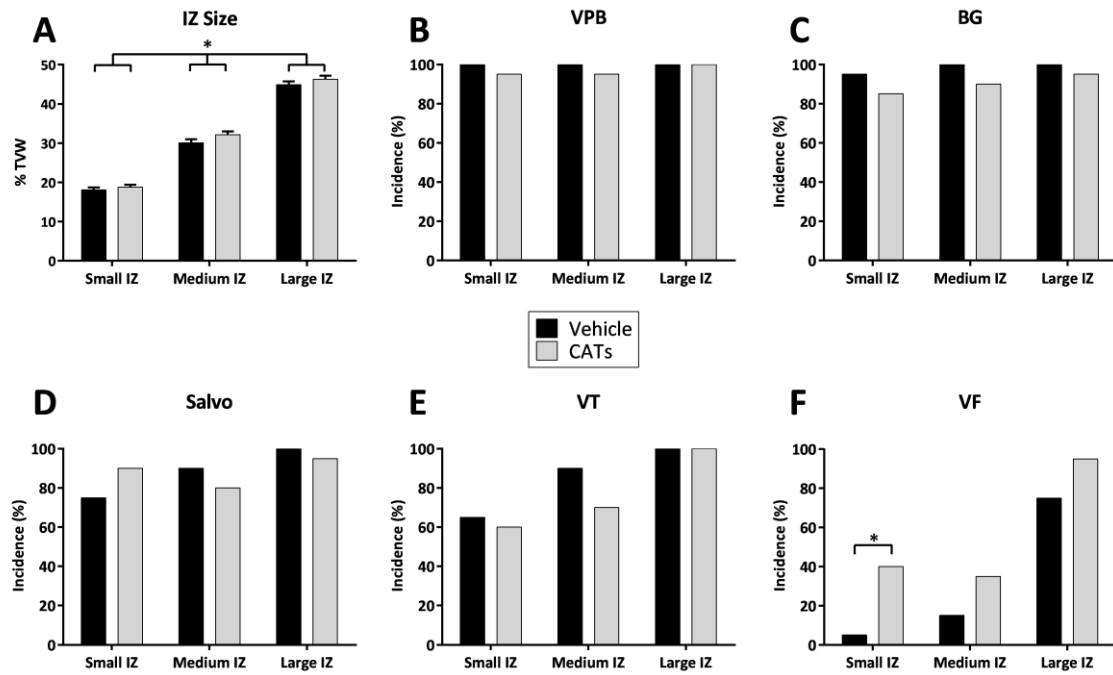 A
IZ Size
*
50
40
30
20
10
0
% TVW
Small IZ Medium IZ Large IZ
B
VPB
100
80
60
40
20
0
Incidence (%)
Small IZ Medium IZ Large IZ
C
BG
100
80
60
40
20
0
Incidence (%)
Small IZ Medium IZ Large IZ
Vehicle
CATs
D
Salvo
100
80
60
40
20
0
Incidence (%)
Small IZ Medium IZ Large IZ
E
VT
100
80
60
40
20
0
Incidence (%)
Small IZ Medium IZ Large IZ
F
VF
100
80
60
40
20
0
Incidence (%)
*
Small IZ Medium IZ Large IZ